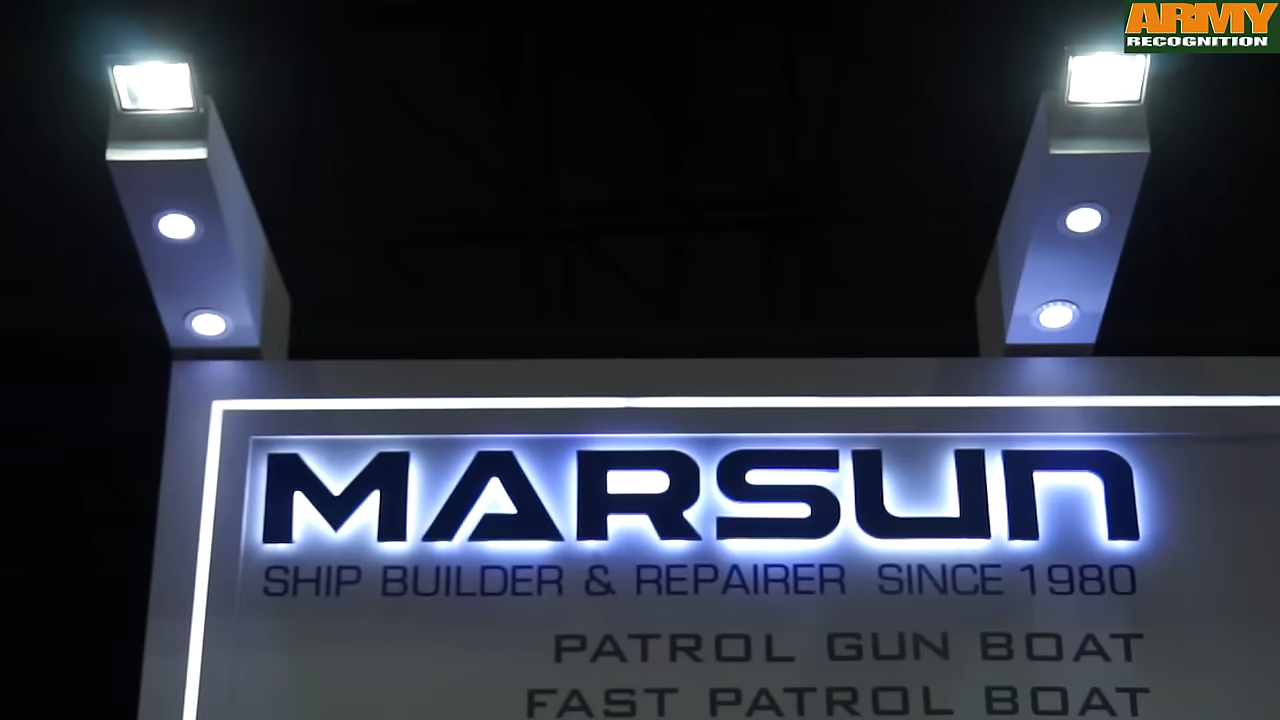 ARMY
RECOGNITION
MARSUN
SHIP BUILDER & REPAIRER SINCE 1980
PATROL GUN BOAT
FAST PATROL BOAT